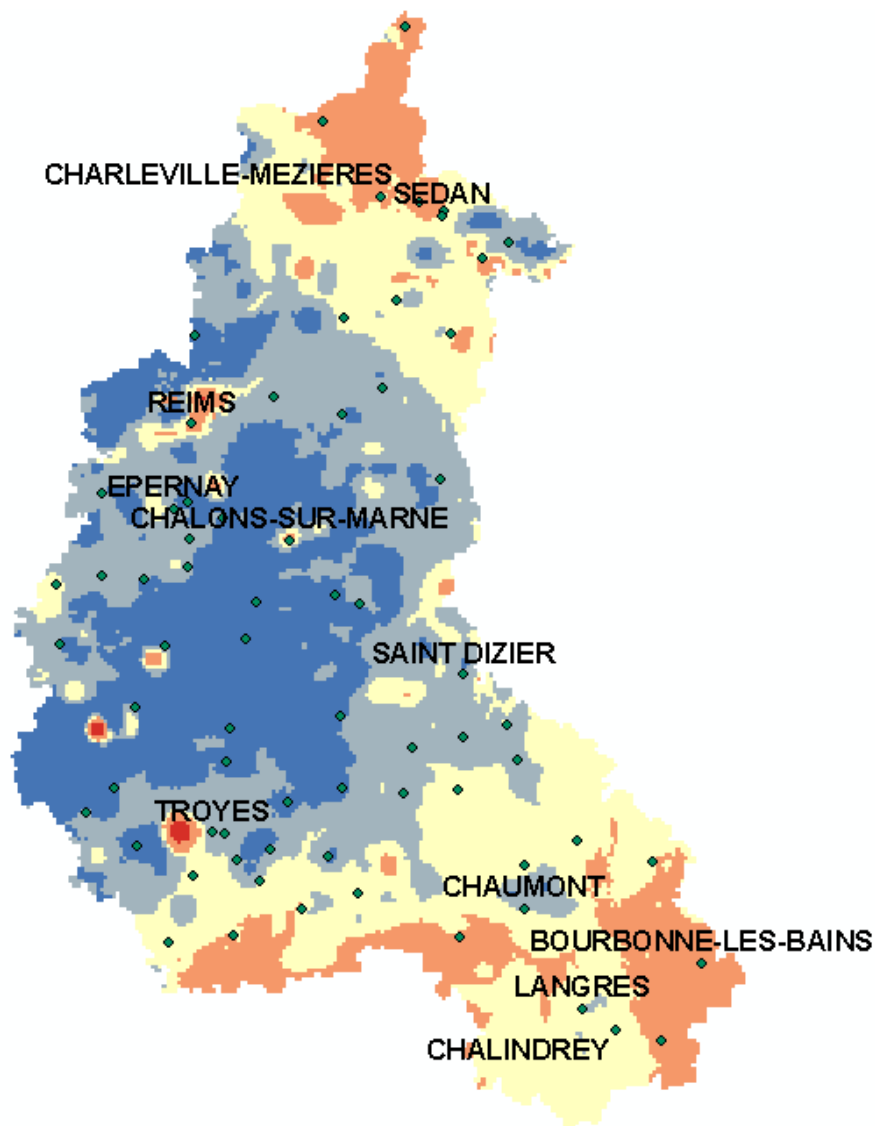 CHARLEVILLE-MEZIERES
SEDAN
REIMS
EPERNAY
CHALONS-SUR-MARNE
SAINT DIZIER
TROYES
CHAUMONT
BOURBONNE-LES-BAINS
LANGRES
CHALINDREY